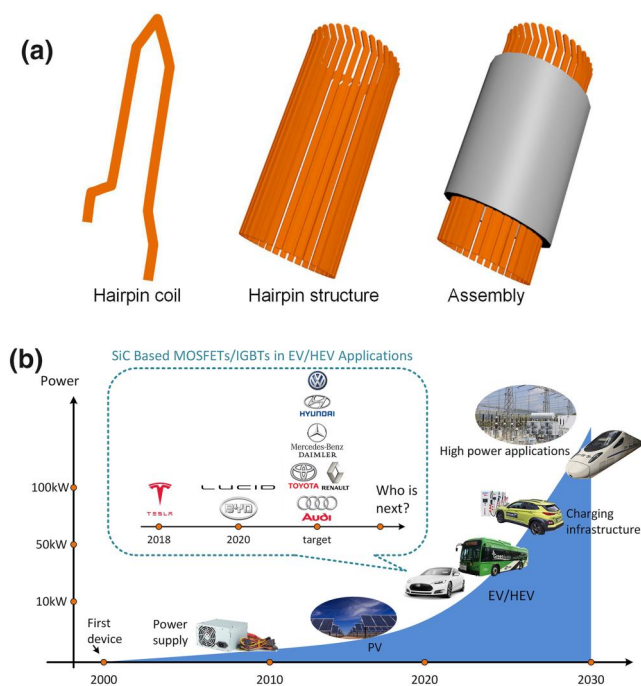 (a)
Hairpin coil
Hairpin structure
Assembly
(b)
SiC Based MOSFETs/IGBTs in EV/HEV Applications
Power
HYUNDAI
Mercedes-Benz
DAIMLER
TESLA
LUCID
BYD
TOYOTA
RENAULT
Audi
Who is
next?
2018
2020
target
High power applications
100kW
50kW
10kW
Charging
infrastructure
EV/HEV
First
device
Power
supply
PV
2000
2010
2020
2030